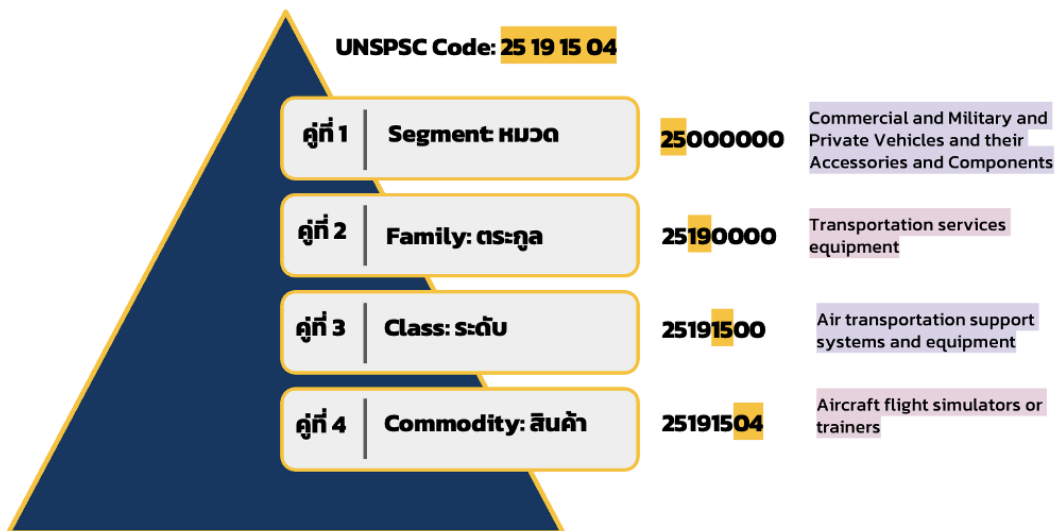 UNSPSC Code: 25 19 15 04
คู่ที่ 1 Segment: หมวด 25000000
Commercial and Military and
Private Vehicles and their
Accessories and Components
คู่ที่ 2 Family: ตระกูล 25190000
Transportation services
equipment
คู่ที่ 3 Class: ระดับ 25191500
Air transportation support
systems and equipment
คู่ที่ 4 Commodity: สินค้า 25191504
Aircraft flight simulators or
trainers